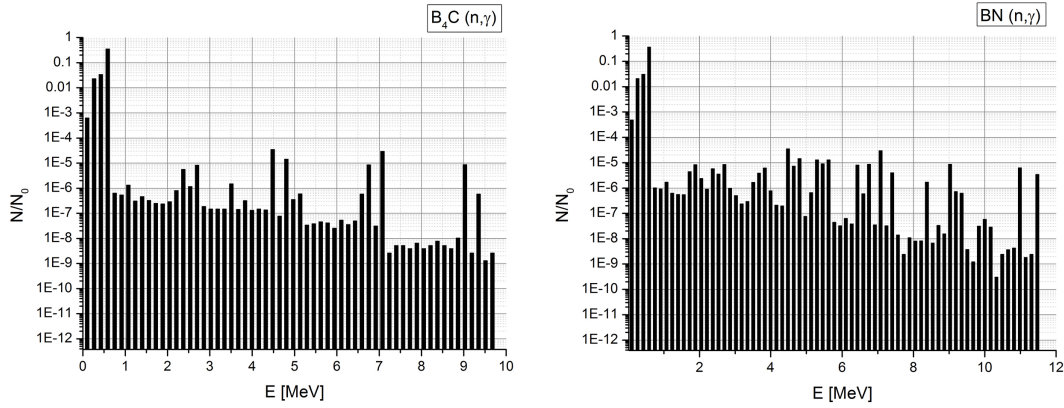 B₄C (n,γ)
N/N₀
1
0.1
0.01
1E-3
1E-4
1E-5
1E-6
1E-7
1E-8
1E-9
1E-10
1E-11
1E-12
0 1 2 3 4 5 6 7 8 9 10
E [MeV]
BN (n,γ)
N/N₀
1
0.1
0.01
1E-3
1E-4
1E-5
1E-6
1E-7
1E-8
1E-9
1E-10
1E-11
1E-12
2 4 6 8 10 12
E [MeV]